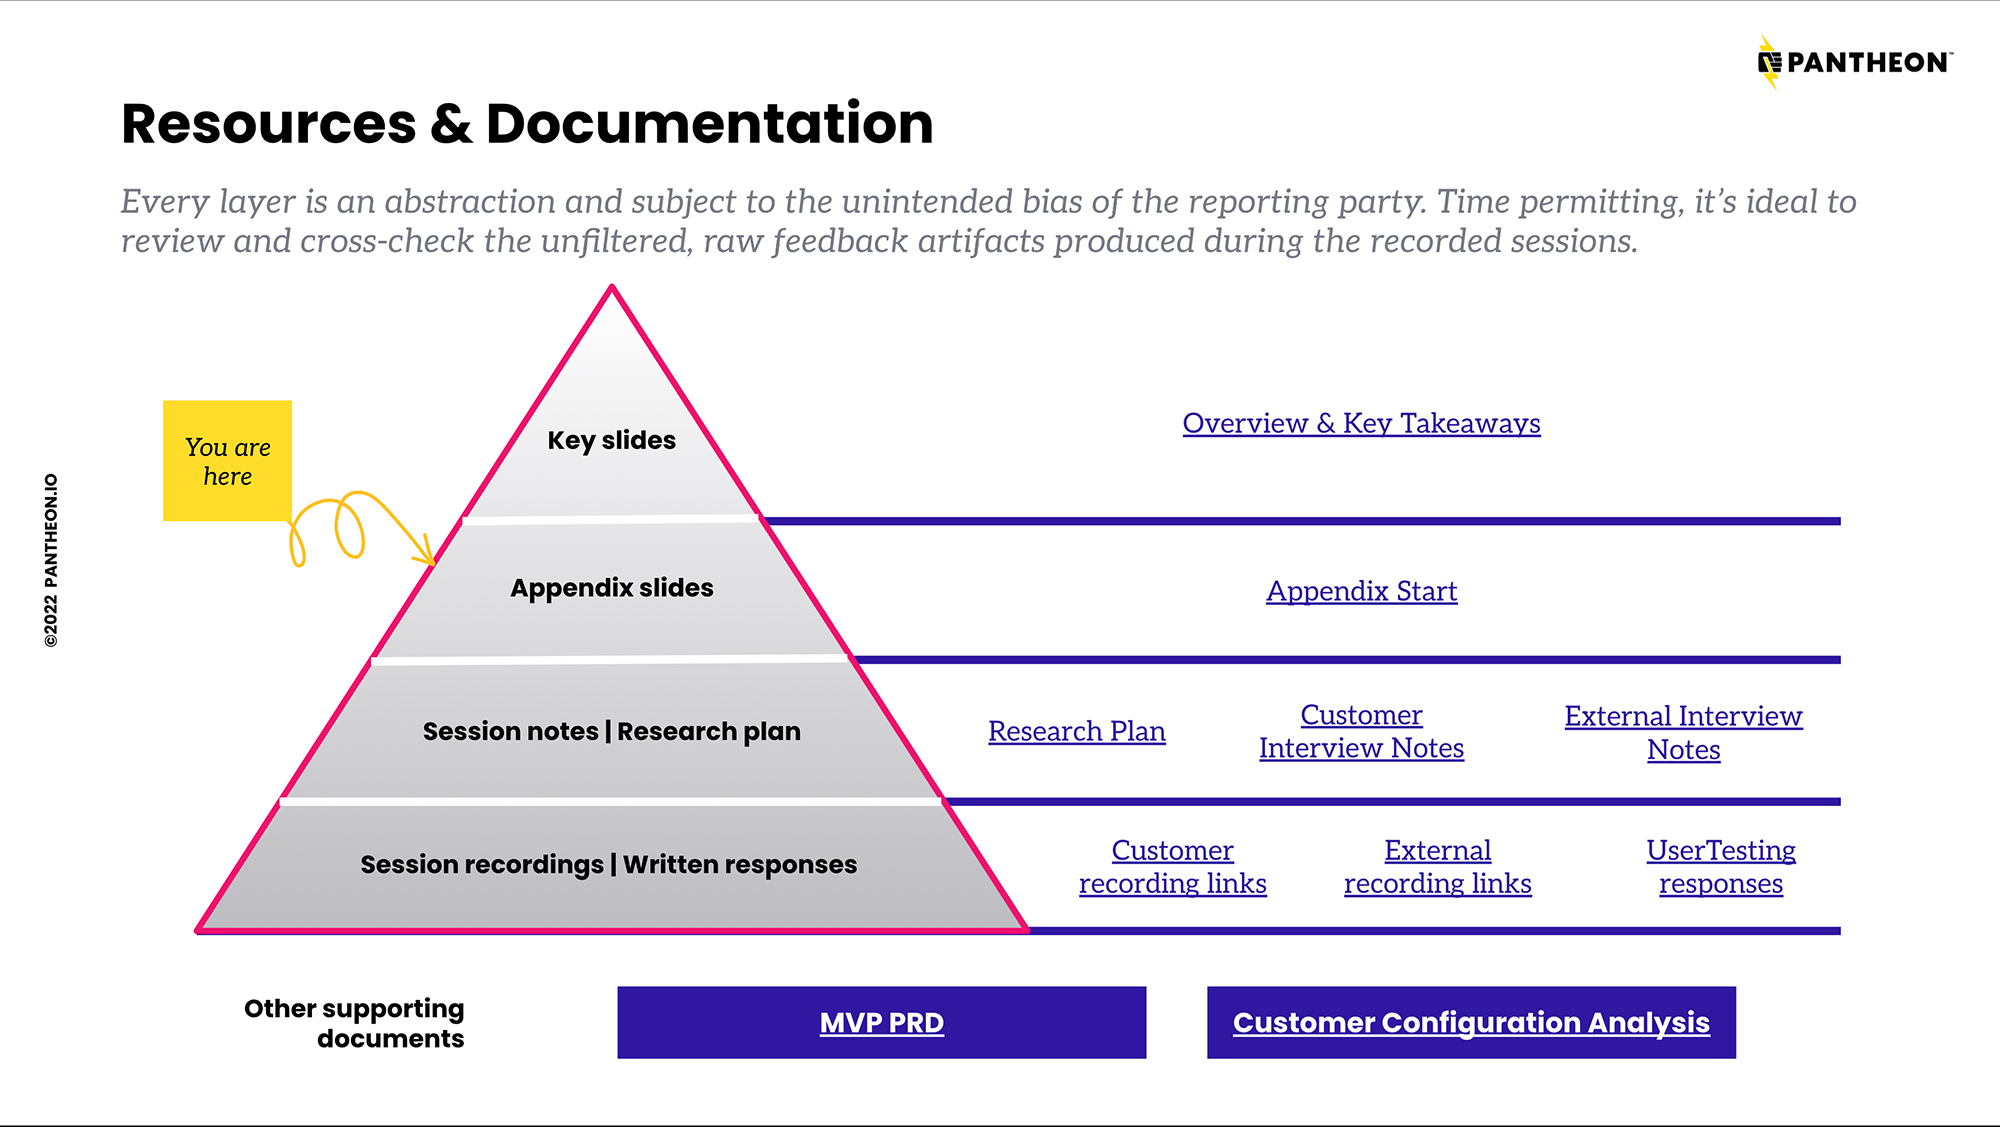 PANTHEON™
Resources & Documentation
Every layer is an abstraction and subject to the unintended bias of the reporting party. Time permitting, it’s ideal to
review and cross-check the unfiltered, raw feedback artifacts produced during the recorded sessions.
You are
here
Key slides
Overview & Key Takeaways
Appendix slides
Appendix Start
Session notes | Research plan
Research Plan
Customer
Interview Notes
External Interview
Notes
Session recordings | Written responses
Customer
recording links
External
recording links
UserTesting
responses
Other supporting
documents
MVP PRD
Customer Configuration Analysis
©2022 PANTHEON.IO